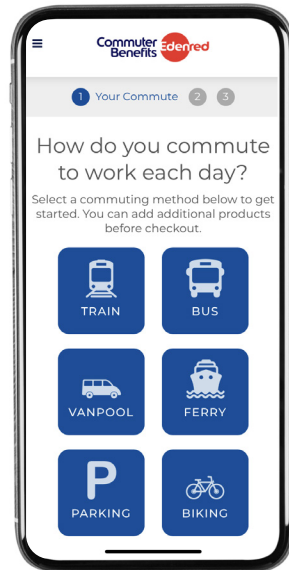 Commuter
Benefits
Edenred
1 Your Commute 2 3
How do you commute
to work each day?
Select a commuting method below to get
started. You can add additional products
before checkout.
TRAIN BUS
VANPOOL FERRY
P
PARKING BIKING